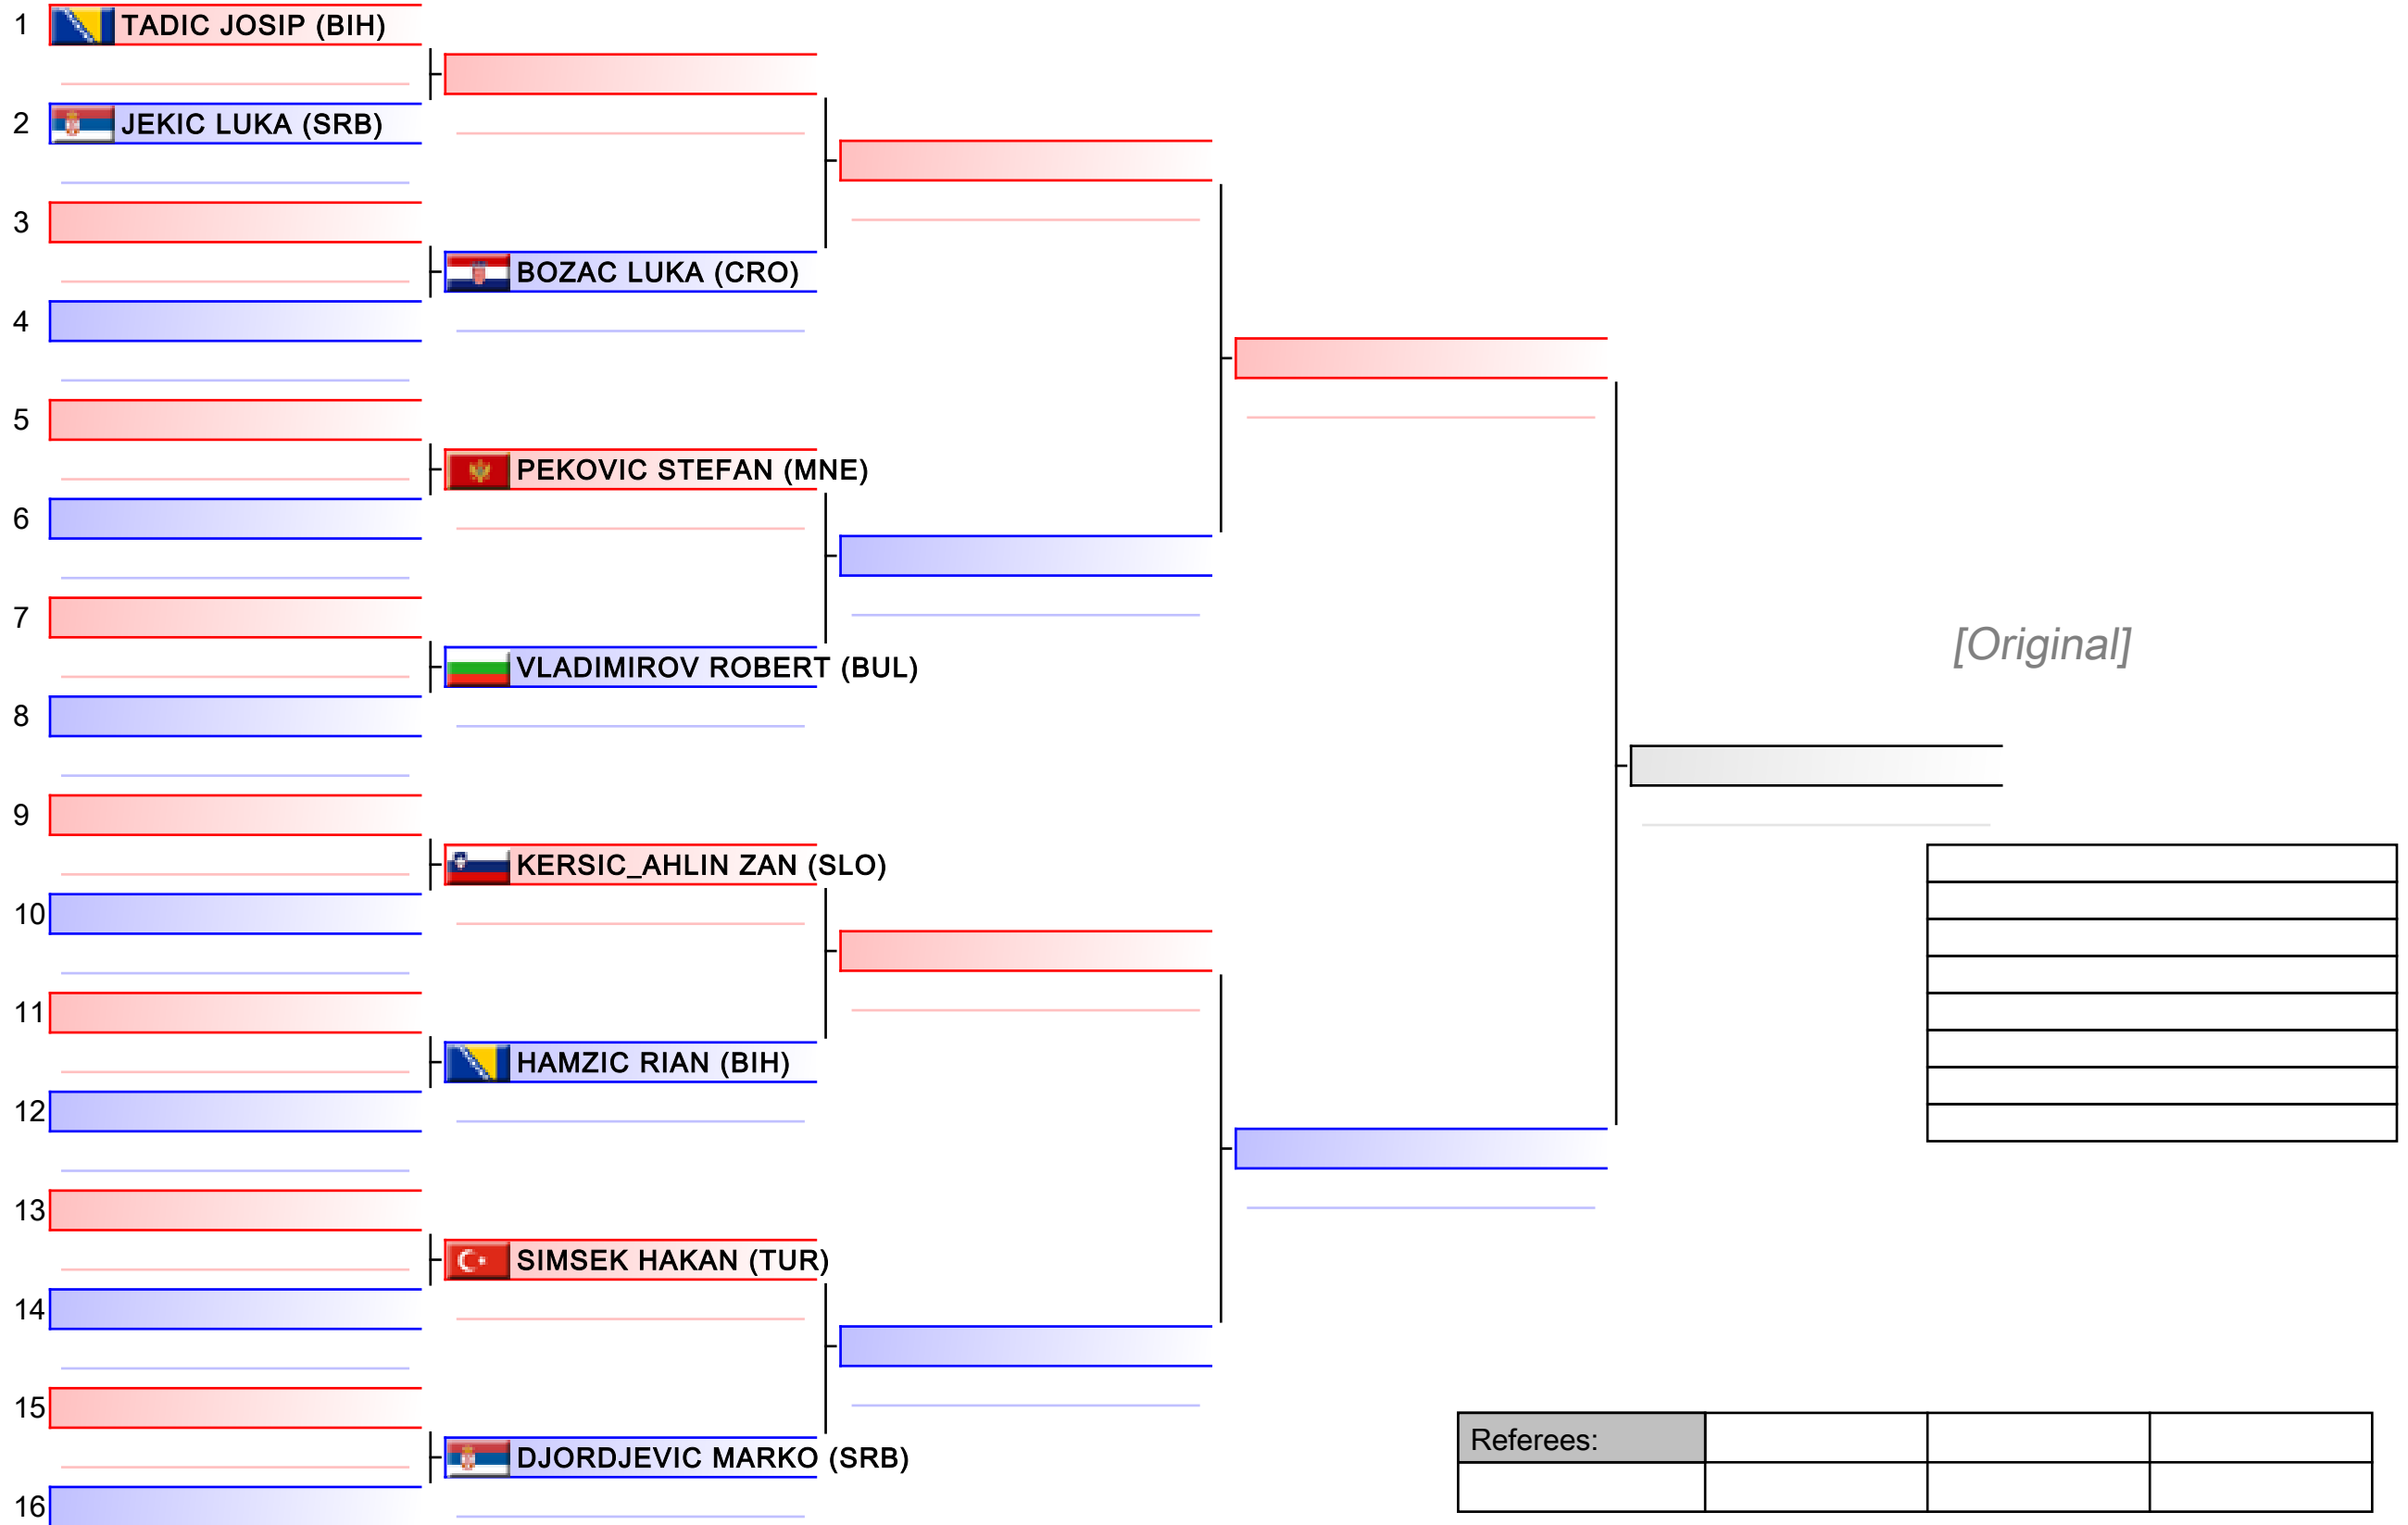 1 TADIC JOSIP (BIH)
2 JEKIC LUKA (SRB)
3
BOZAC LUKA (CRO)
4
5
PEKOVIC STEFAN (MNE)
6
7
[Original]
VLADIMIROV ROBERT (BUL)
8
9
KERSIC_AHLIN ZAN (SLO)
10
11
HAMZIC RIAN (BIH)
12
13
SIMSEK HAKAN (TUR)
14
15
Referees:
DJORDJEVIC MARKO (SRB)
16